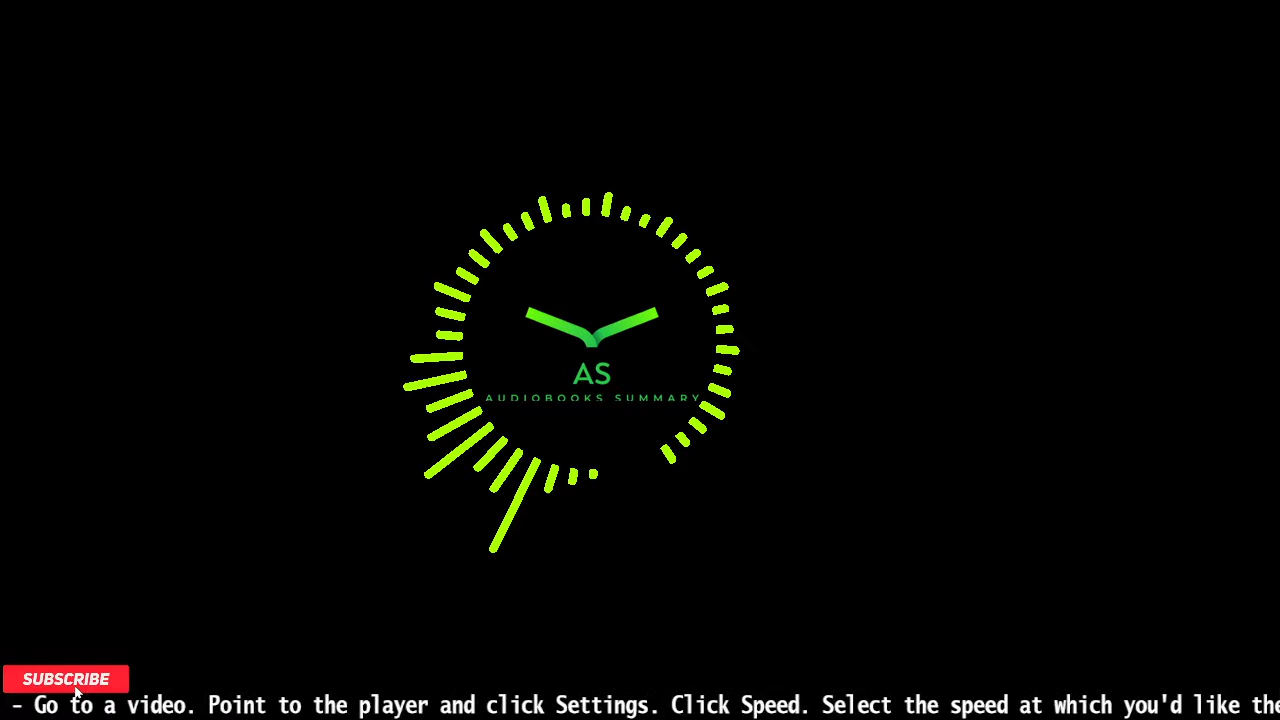 AS
AUDIOBOOKS SUMMARY
SUBSCRIBE
- Go to a video. Point to the player and click Settings. Click Speed. Select the speed at which you'd like the